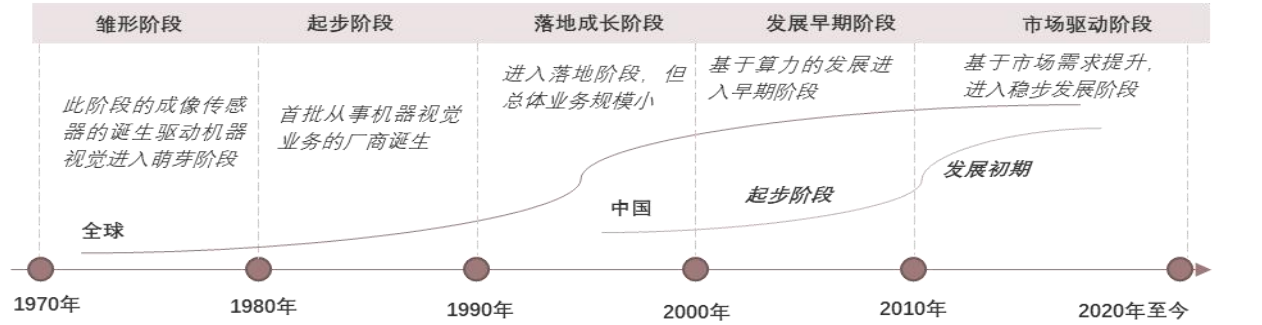 雏形阶段
起步阶段
落地成长阶段
发展早期阶段
市场驱动阶段
此阶段的成像传感
器的诞生驱动机器
视觉进入萌芽阶段
首批从事机器视觉
业务的厂商诞生
进入落地阶段，但
总体业务规模小
基于算力的发展进
入早期阶段
基于市场需求提升，
进入稳步发展阶段
全球
中国
起步阶段
发展初期
1970年
1980年
1990年
2000年
2010年
2020年至今